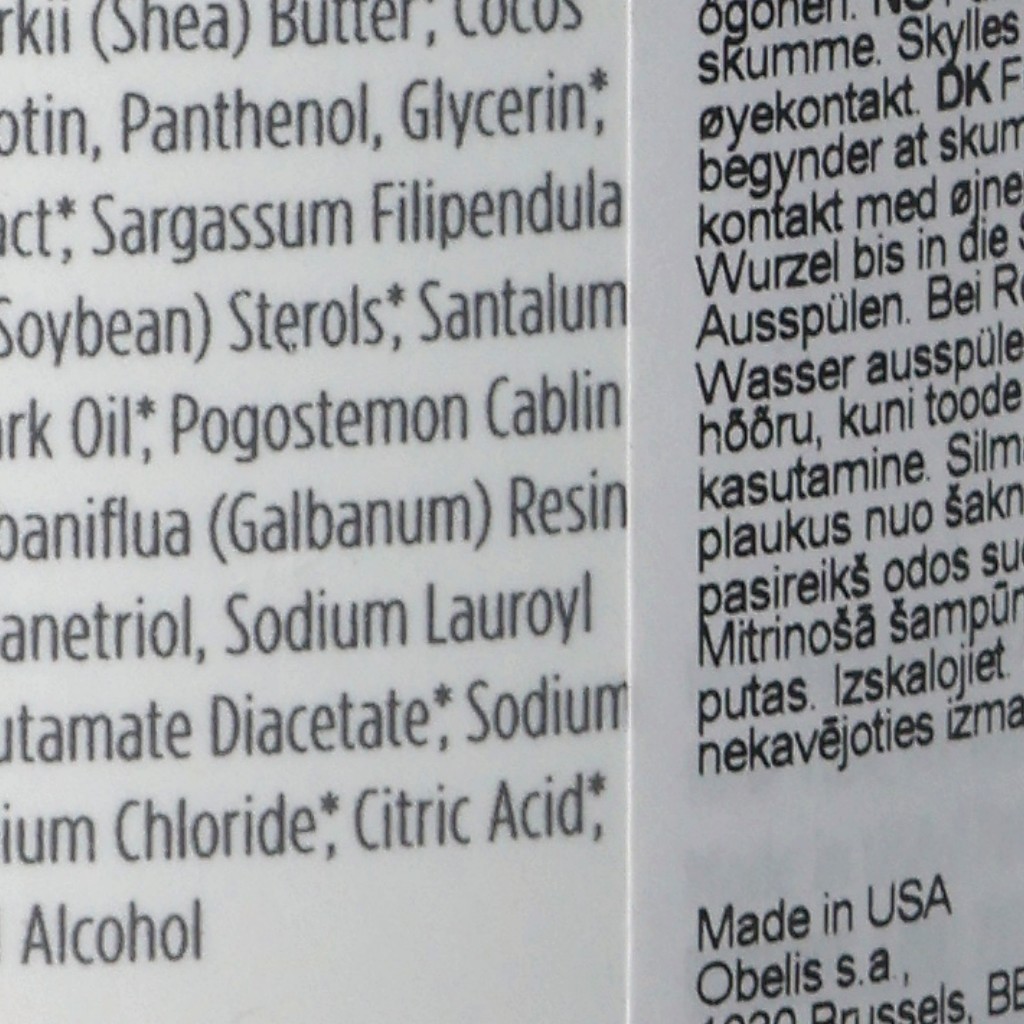 rkii (Shea) Butter*, Cocos
otin, Panthenol, Glycerin*,
act*, Sargassum Filipendula
Soybean) Sterols*, Santalum
ark Oil*, Pogostemon Cablin
baniflua (Galbanum) Resin
anetriol, Sodium Lauroyl
utamate Diacetate*, Sodium
ium Chloride*, Citric Acid*,
Alcohol
ögonen.
skumme. Skylles
øyekontakt. DK F
begynder at skum
kontakt med øjne
Wurzel bis in die S
Ausspülen. Bei Re
Wasser ausspüle
hõõru, kuni toode
kasutamine. Silm
plaukus nuo šakn
pasireikš odos su
Mitrinošā šampūn
putas. Izskalojiet.
nekavējoties izma
Made in USA
Obelis s.a.,
Brussels, BE